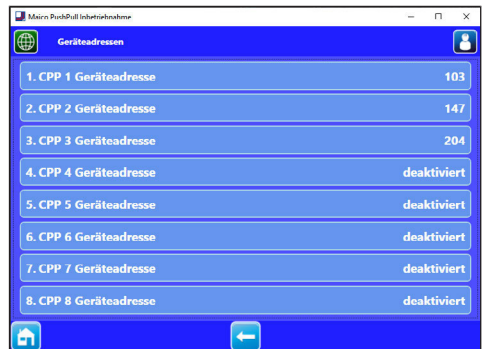 Maico PushPull Inbetriebnahme
Geräteadressen
1. CPP 1 Geräteadresse 103
2. CPP 2 Geräteadresse 147
3. CPP 3 Geräteadresse 204
4. CPP 4 Geräteadresse deaktiviert
5. CPP 5 Geräteadresse deaktiviert
6. CPP 6 Geräteadresse deaktiviert
7. CPP 7 Geräteadresse deaktiviert
8. CPP 8 Geräteadresse deaktiviert